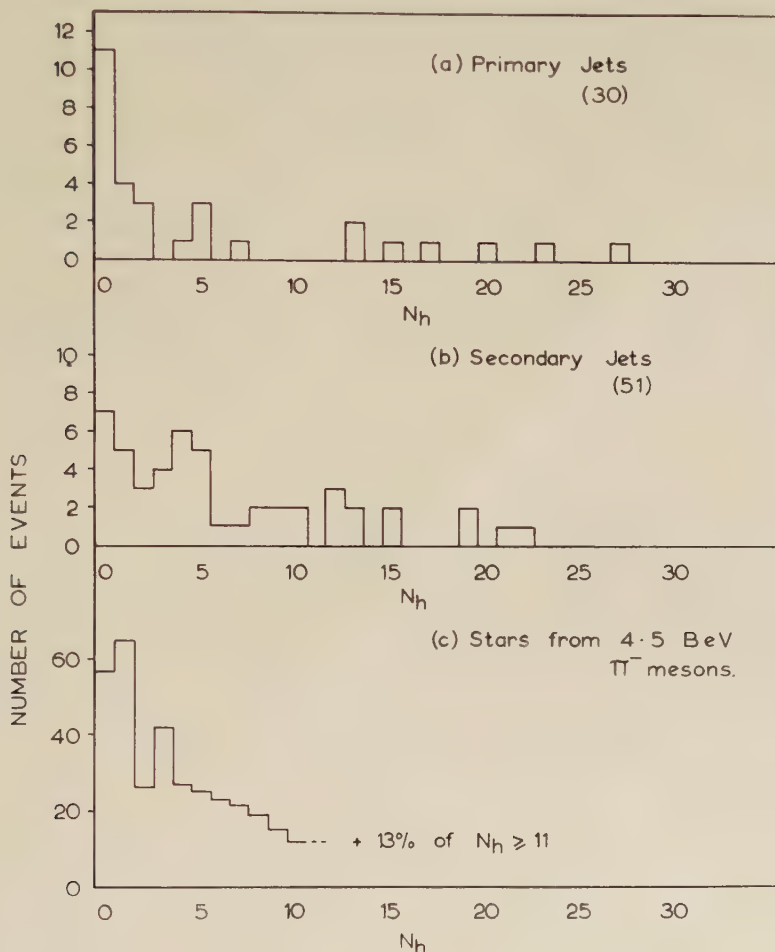 12
10
8
6
4
2
0
(a) Primary Jets
(30)
0 5 10 15 20 25 30
Nh
10
8
6
4
2
0
(b) Secondary Jets
(51)
0 5 10 15 20 25 30
Nh
NUMBER OF EVENTS
60
40
20
0
(c) Stars from 4·5 BeV
π⁻ mesons.
+ 13% of Nh ⩾ 11
0 5 10 15 20 25 30
Nh